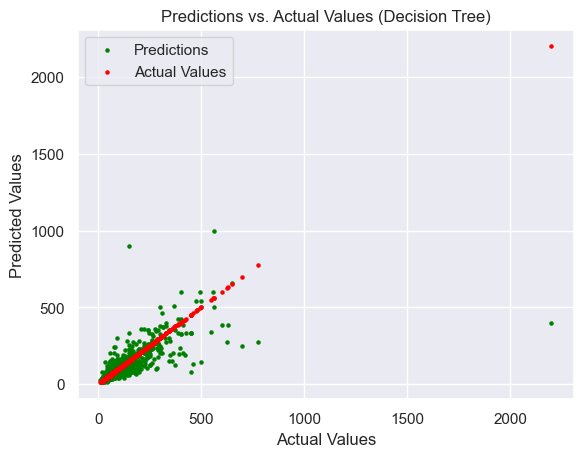 Predictions vs. Actual Values (Decision Tree)
Predictions
Actual Values
2000
1500
1000
500
0
Predicted Values
0
500
1000
1500
2000
Actual Values